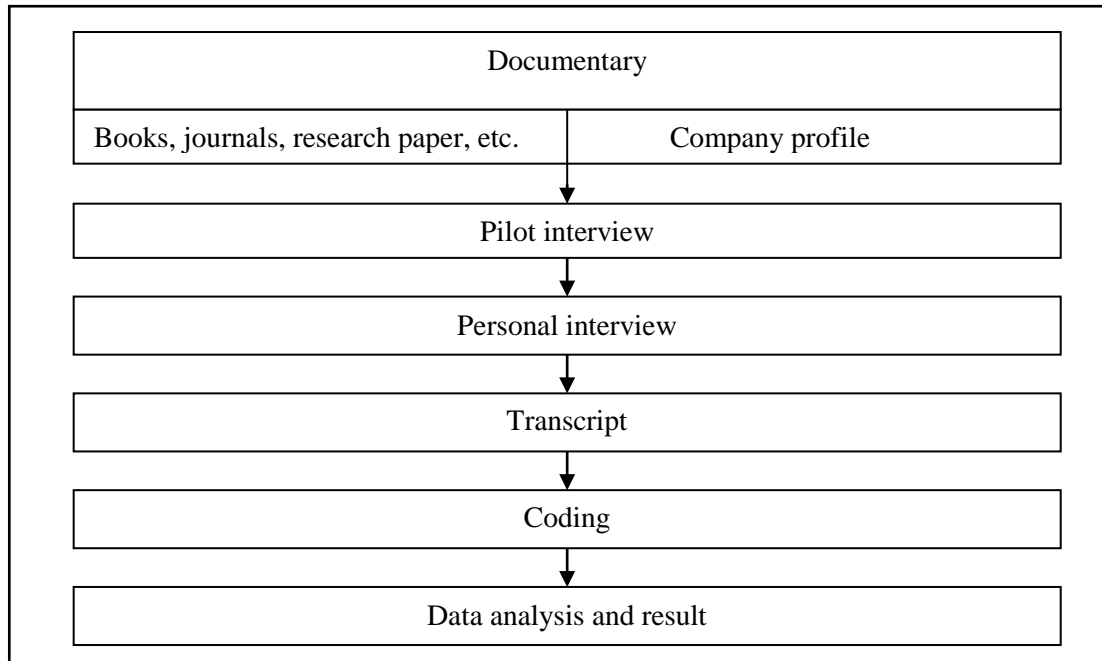 Documentary
Books, journals, research paper, etc.
Company profile
Pilot interview
Personal interview
Transcript
Coding
Data analysis and result